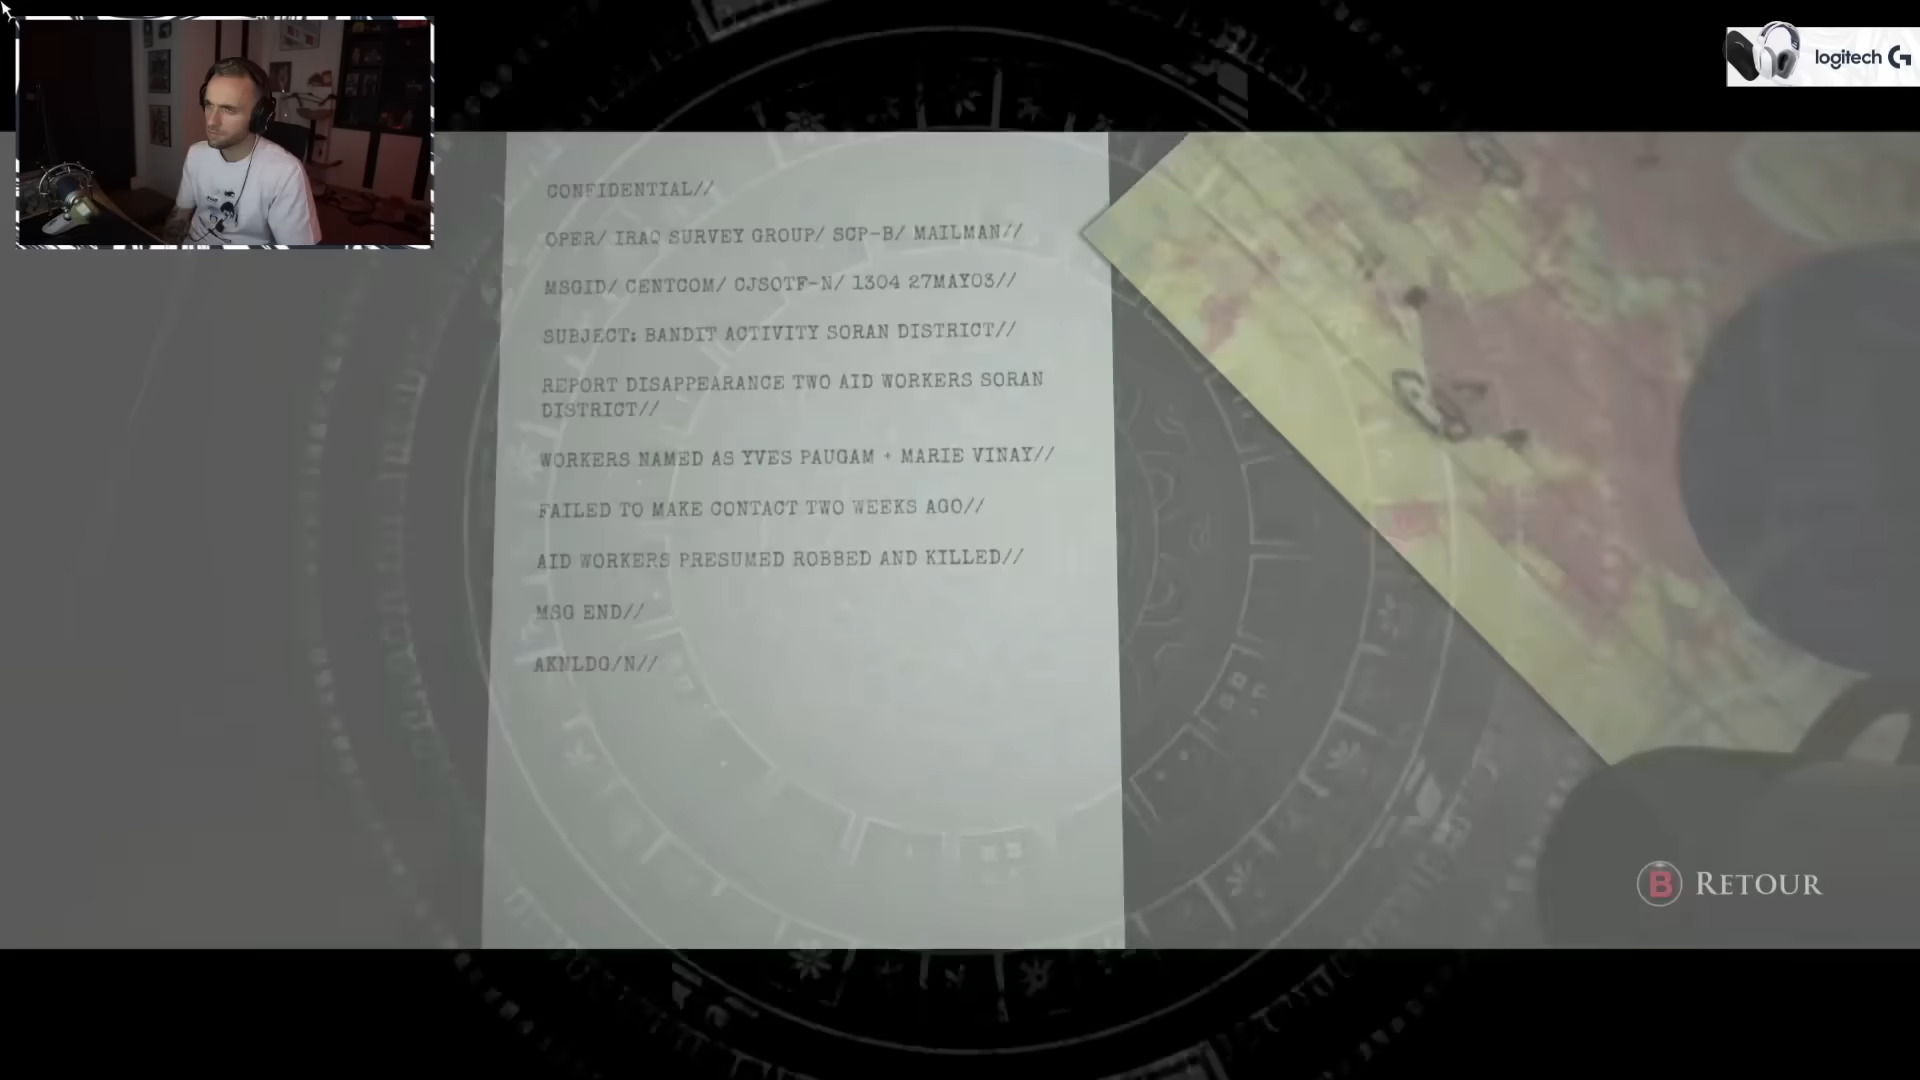 logitech G
CONFIDENTIAL//
OPER/ IRAQ SURVEY GROUP/ SCP-B/ MAILMAN//
MSGID/ CENTCOM/ CJSOTF-N/ 1304 27MAY03//
SUBJECT: BANDIT ACTIVITY SORAN DISTRICT//
REPORT DISAPPEARANCE TWO AID WORKERS SORAN
DISTRICT//
WORKERS NAMED AS YVES PAUGAM + MARIE VINAY//
FAILED TO MAKE CONTACT TWO WEEKS AGO//
AID WORKERS PRESUMED ROBBED AND KILLED//
MSG END//
AKNLDG/N//
B RETOUR